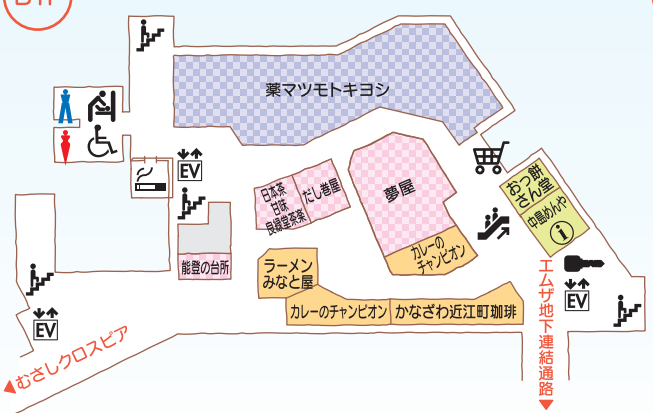 薬マツモトキヨシ
EV
日本茶
甘味
良縁堂茶楽
だし巻屋
夢屋
カレーの
チャンピオン
おっ餅
さん堂
中島めんや
i
能登の台所
ラーメン
みなと屋
カレーのチャンピオン
かなざわ近江町珈琲
EV
EV
エムザ地下連結通路▼
◀むさしクロスピア